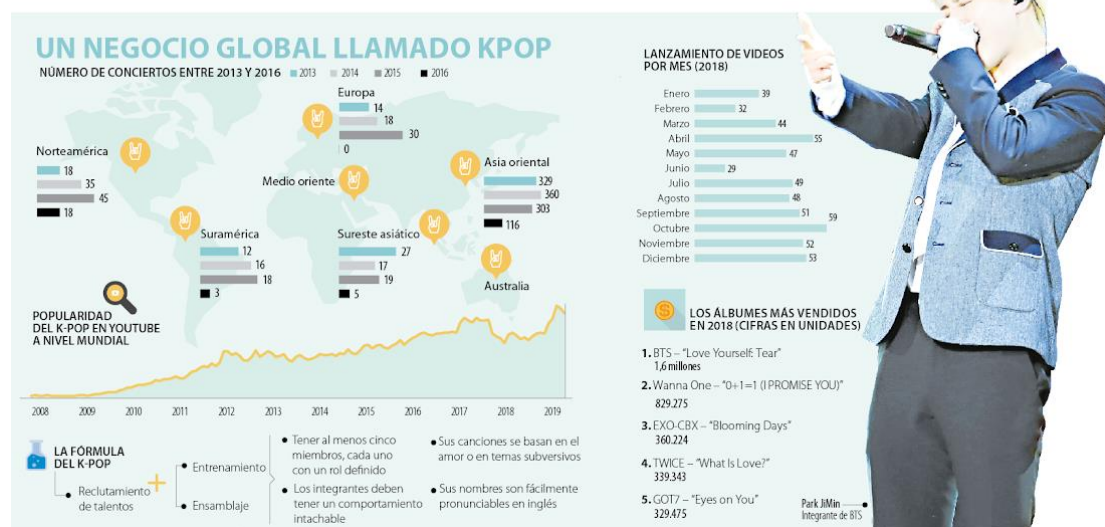 UN NEGOCIO GLOBAL LLAMADO KPOP
NÚMERO DE CONCIERTOS ENTRE 2013 Y 2016 2013 2014 2015 2016
Europa
14
18
30
0
Norteamérica
18
35
45
18
Medio oriente
Asia oriental
329
360
303
116
Suramérica
12
16
18
3
Sureste asiático
27
17
19
5
Australia
POPULARIDAD
DEL K-POP EN YOUTUBE
A NIVEL MUNDIAL
2008 2009 2010 2011 2012 2013 2014 2015 2016 2017 2018 2019
LA FÓRMULA
DEL K-POP
Reclutamiento
de talentos
+
Entrenamiento
Ensamblaje
Tener al menos cinco
miembros, cada uno
con un rol definido
Los integrantes deben
tener un comportamiento
intachable
Sus canciones se basan en el
amor o en temas subversivos
Sus nombres son fácilmente
pronunciables en inglés
LANZAMIENTO DE VIDEOS
POR MES (2018)
Enero 39
Febrero 32
Marzo 44
Abril 55
Mayo 47
Junio 29
Julio 49
Agosto 48
Septiembre 51
Octubre 59
Noviembre 52
Diciembre 53
$
LOS ÁLBUMES MÁS VENDIDOS
EN 2018 (CIFRAS EN UNIDADES)
1. BTS – “Love Yourself: Tear”
1,6 millones
2. Wanna One – “0+1=1 (I PROMISE YOU)”
829.275
3. EXO-CBX – “Blooming Days”
360.224
4. TWICE – “What Is Love?”
339.343
5. GOT7 – “Eyes on You”
329.475
Park JiMin
Integrante de BTS